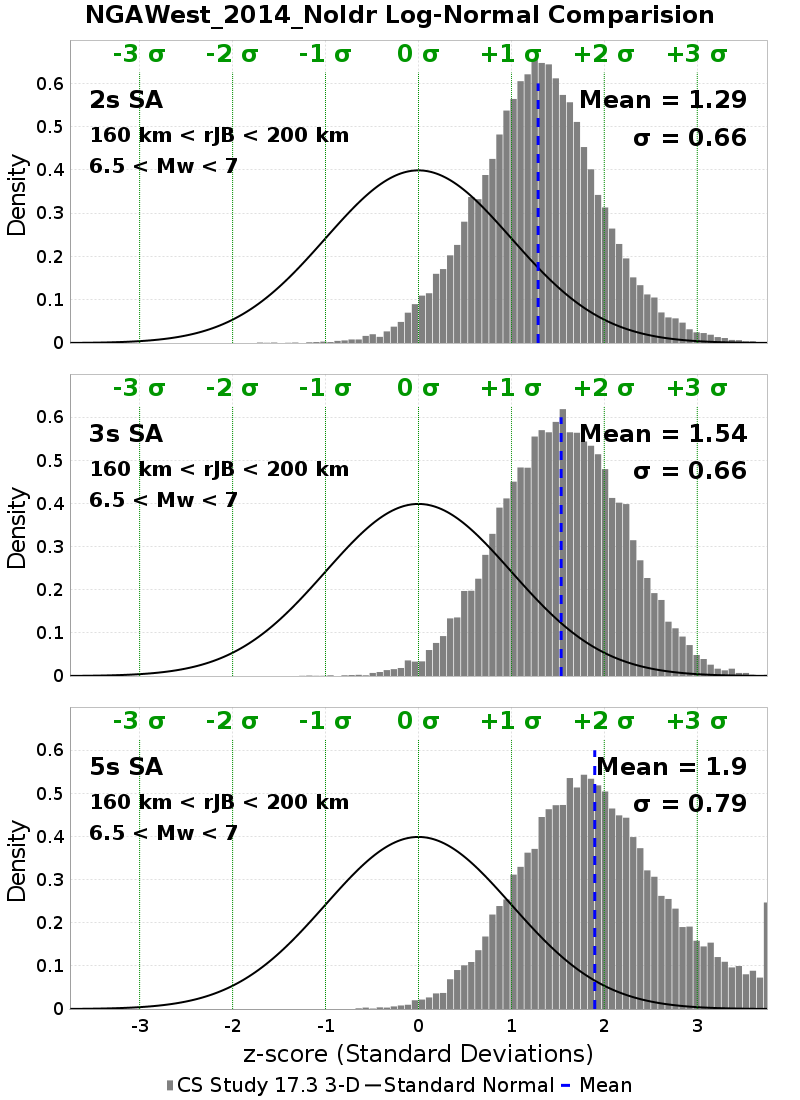 NGAWest_2014_NoIdr Log-Normal Comparision
-3 σ -2 σ -1 σ 0 σ +1 σ +2 σ +3 σ
2s SA
Mean = 1.29
160 km < rJB < 200 km
σ = 0.66
6.5 < Mw < 7
Density
0.6
0.5
0.4
0.3
0.2
0.1
0
-3 σ -2 σ -1 σ 0 σ +1 σ +2 σ +3 σ
3s SA
Mean = 1.54
160 km < rJB < 200 km
σ = 0.66
6.5 < Mw < 7
Density
0.6
0.5
0.4
0.3
0.2
0.1
0
-3 σ -2 σ -1 σ 0 σ +1 σ +2 σ +3 σ
5s SA
Mean = 1.9
160 km < rJB < 200 km
σ = 0.79
6.5 < Mw < 7
Density
0.6
0.5
0.4
0.3
0.2
0.1
0
-3 -2 -1 0 1 2 3
z-score (Standard Deviations)
CS Study 17.3 3-D Standard Normal Mean